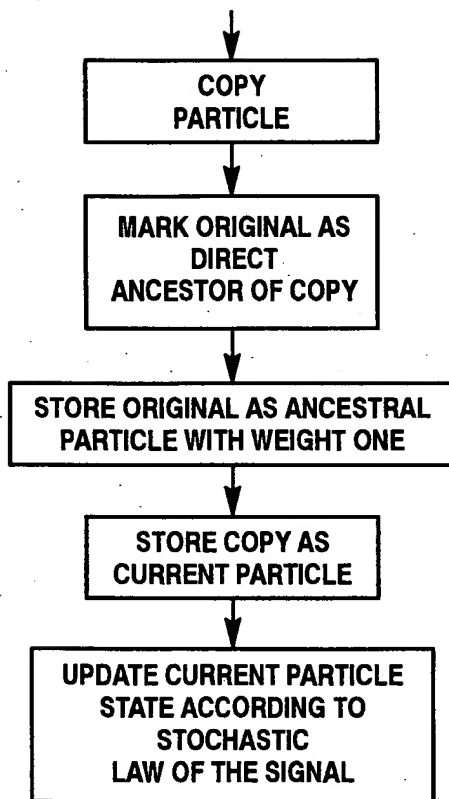 COPY
PARTICLE
MARK ORIGINAL AS
DIRECT
ANCESTOR OF COPY
STORE ORIGINAL AS ANCESTRAL
PARTICLE WITH WEIGHT ONE
STORE COPY AS
CURRENT PARTICLE
UPDATE CURRENT PARTICLE
STATE ACCORDING TO
STOCHASTIC
LAW OF THE SIGNAL